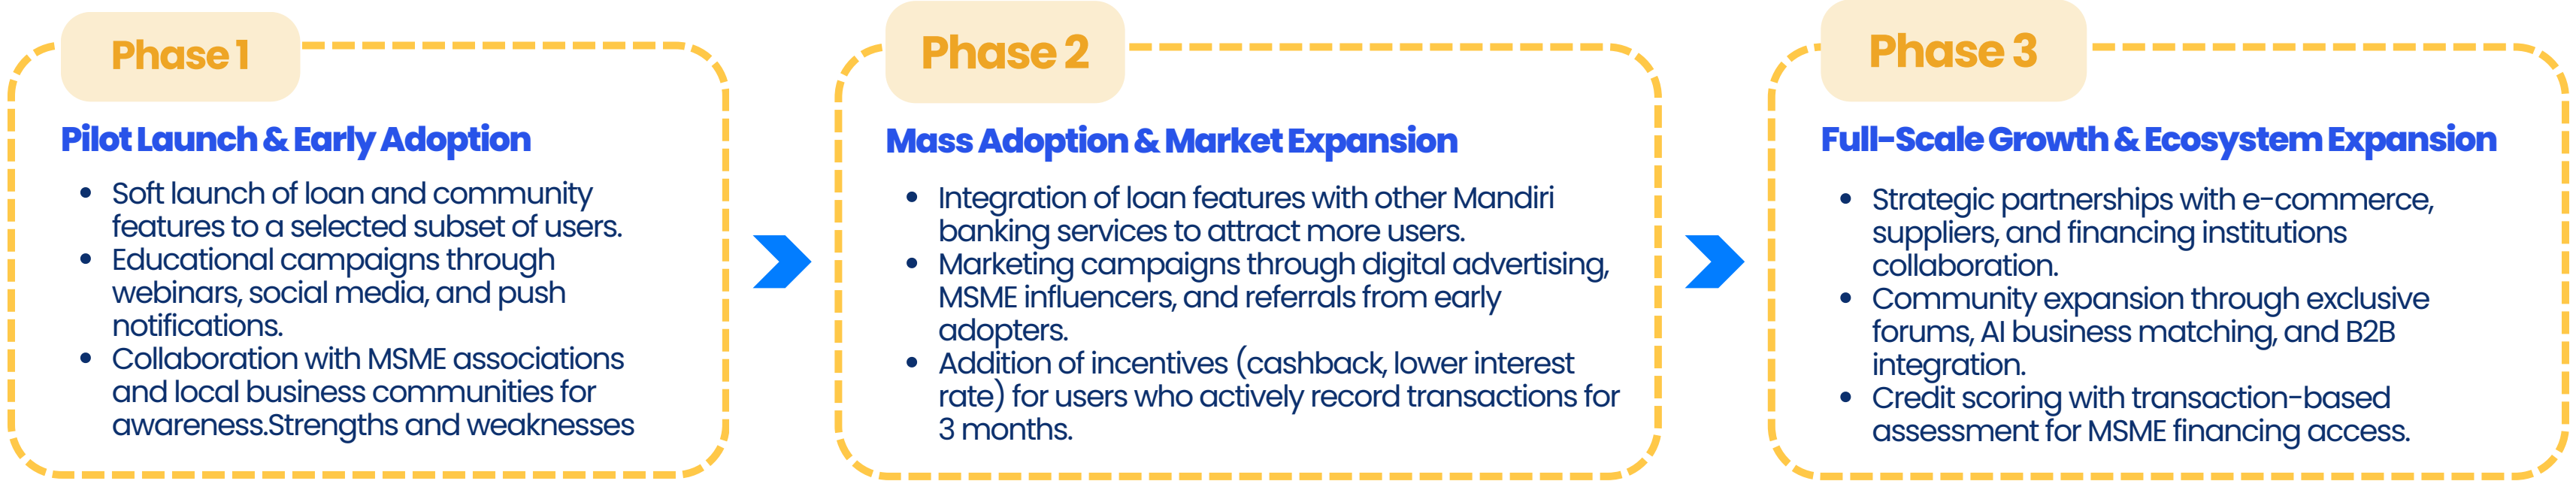 Phase 1
Pilot Launch & Early Adoption
• Soft launch of loan and community
features to a selected subset of users.
• Educational campaigns through
webinars, social media, and push
notifications.
• Collaboration with MSME associations
and local business communities for
awareness.Strengths and weaknesses
Phase 2
Mass Adoption & Market Expansion
• Integration of loan features with other Mandiri
banking services to attract more users.
• Marketing campaigns through digital advertising,
MSME influencers, and referrals from early
adopters.
• Addition of incentives (cashback, lower interest
rate) for users who actively record transactions for
3 months.
Phase 3
Full-Scale Growth & Ecosystem Expansion
• Strategic partnerships with e-commerce,
suppliers, and financing institutions
collaboration.
• Community expansion through exclusive
forums, AI business matching, and B2B
integration.
• Credit scoring with transaction-based
assessment for MSME financing access.